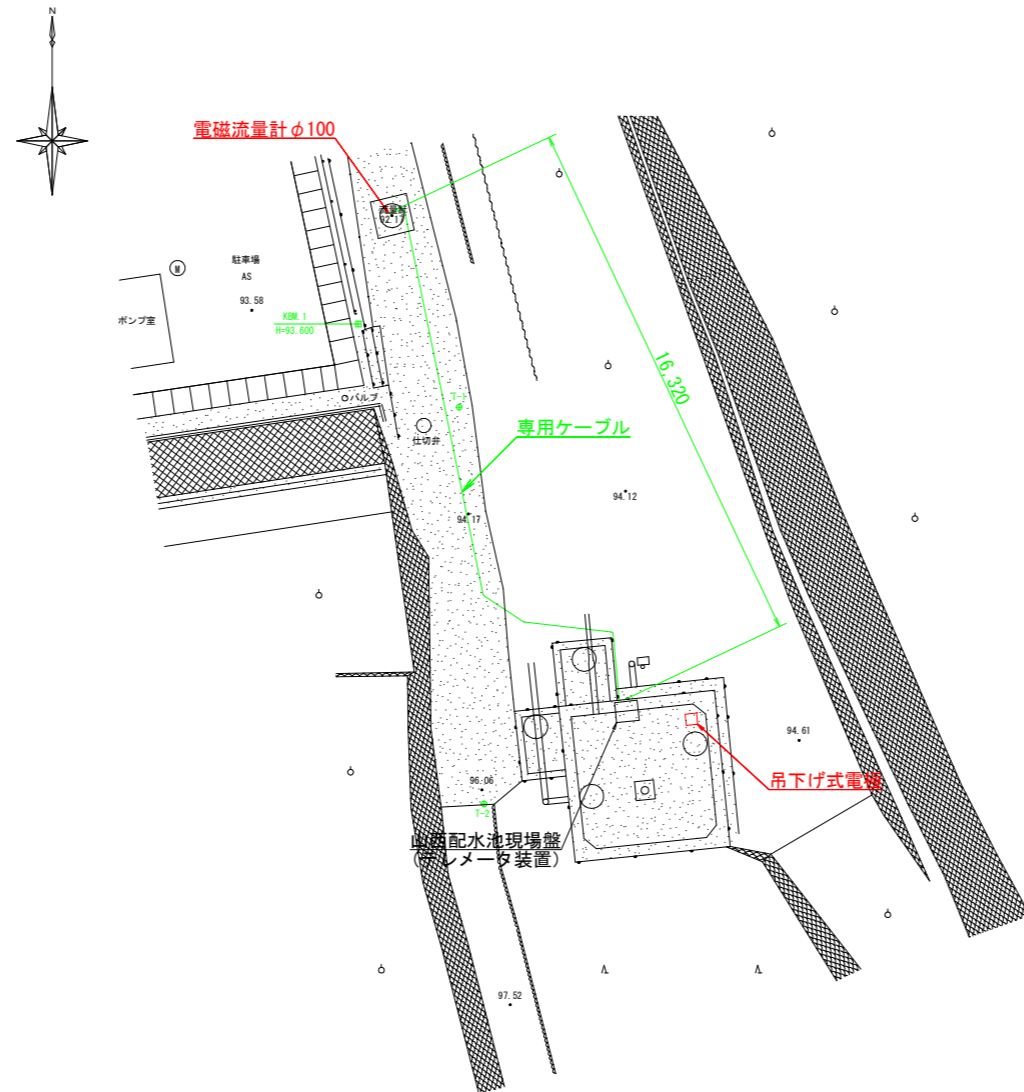 N
電磁流量計φ100
駐車場
AS
93.58
ポンプ室
M
KBM.1
H=93.600
バルブ
T-1
仕切弁
専用ケーブル
16,320
94.12
94.17
94.61
96.06
T-2
吊下げ式電極
山西配水池現場盤
(テレメータ装置)
97.52